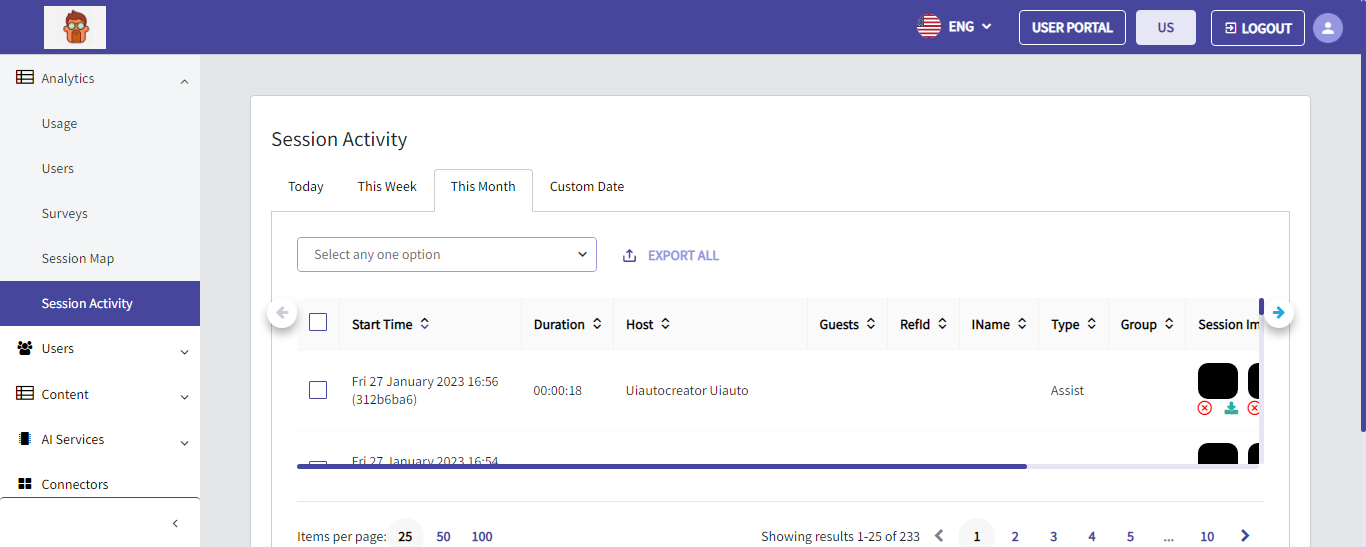 ENG
USER PORTAL
US
LOGOUT
Analytics
Usage
Users
Surveys
Session Map
Session Activity
Users
Content
AI Services
Connectors
Session Activity
Today This Week This Month Custom Date
Select any one option
EXPORT ALL
Start Time Duration Host Guests RefId IName Type Group Session Im
Fri 27 January 2023 16:56
(312b6ba6)
00:00:18 Uiautocreator Uiauto Assist
Fri 27 January 2023 16:54
Items per page: 25 50 100
Showing results 1-25 of 233 1 2 3 4 5 ... 10